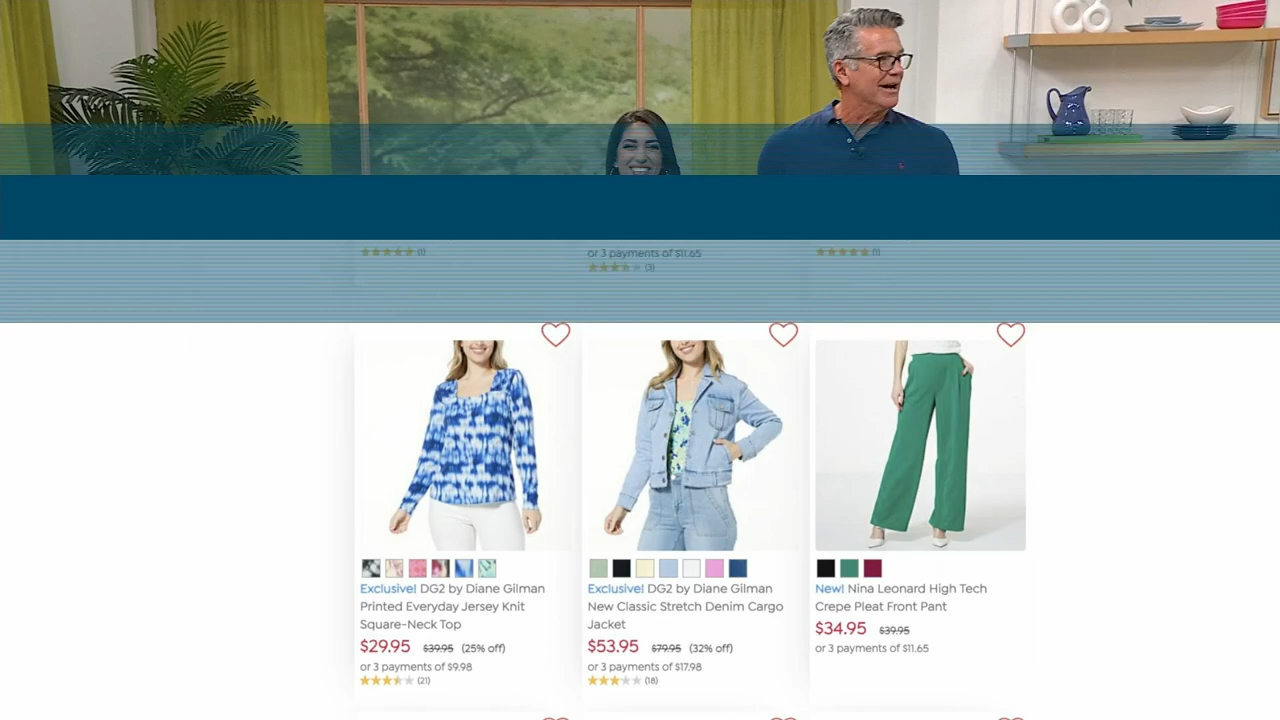 (1)
or 3 payments of $11.65
(3)
(1)
Exclusive! DG2 by Diane Gilman
Printed Everyday Jersey Knit
Square-Neck Top
$29.95 $39.95 (25% off)
or 3 payments of $9.98
(21)
Exclusive! DG2 by Diane Gilman
New Classic Stretch Denim Cargo
Jacket
$53.95 $79.95 (32% off)
or 3 payments of $17.98
(18)
New! Nina Leonard High Tech
Crepe Pleat Front Pant
$34.95 $39.95
or 3 payments of $11.65